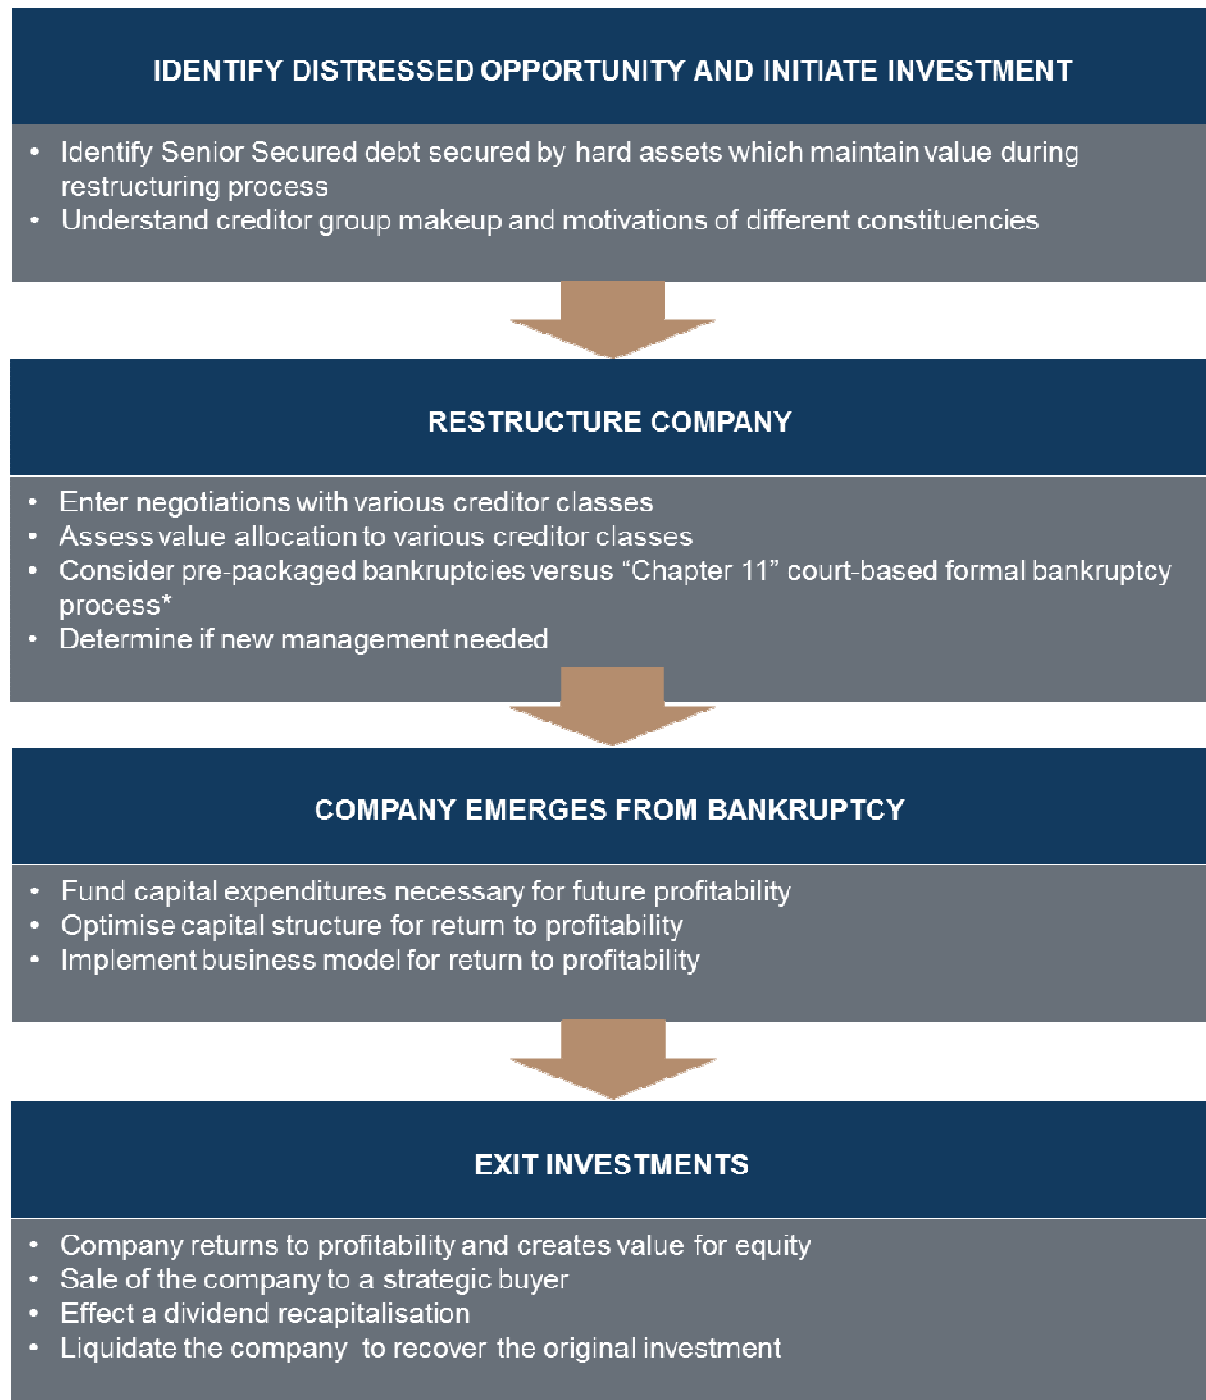 IDENTIFY DISTRESSED OPPORTUNITY AND INITIATE INVESTMENT
• Identify Senior Secured debt secured by hard assets which maintain value during
restructuring process
• Understand creditor group makeup and motivations of different constituencies
RESTRUCTURE COMPANY
• Enter negotiations with various creditor classes
• Assess value allocation to various creditor classes
• Consider pre-packaged bankruptcies versus “Chapter 11” court-based formal bankruptcy
process*
• Determine if new management needed
COMPANY EMERGES FROM BANKRUPTCY
• Fund capital expenditures necessary for future profitability
• Optimise capital structure for return to profitability
• Implement business model for return to profitability
EXIT INVESTMENTS
• Company returns to profitability and creates value for equity
• Sale of the company to a strategic buyer
• Effect a dividend recapitalisation
• Liquidate the company to recover the original investment